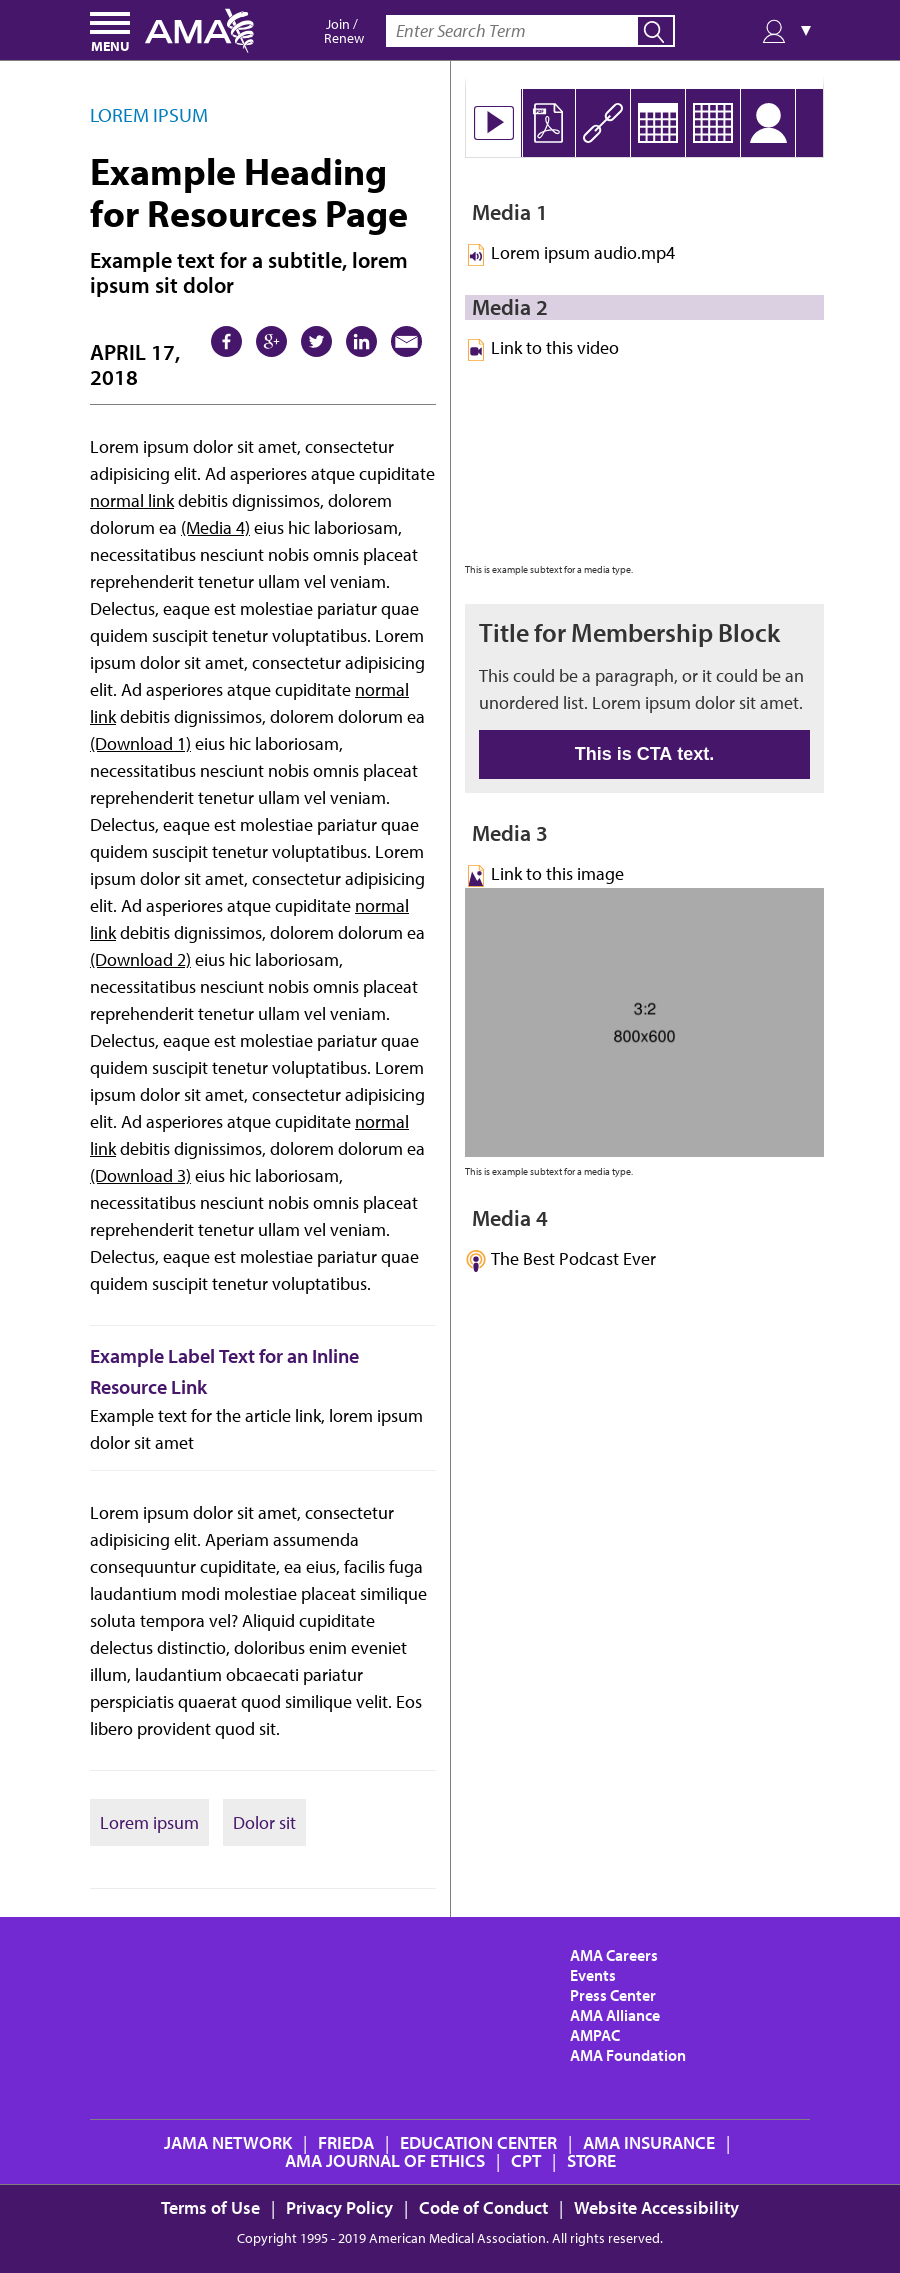 MENU
AMA
Join /
Renew
Enter Search Term
LOREM IPSUM
Example Heading
for Resources Page
Example text for a subtitle, lorem
ipsum sit dolor
APRIL 17,
2018
Lorem ipsum dolor sit amet, consectetur
adipisicing elit. Ad asperiores atque cupiditate
normal link debitis dignissimos, dolorem
dolorum ea (Media 4) eius hic laboriosam,
necessitatibus nesciunt nobis omnis placeat
reprehenderit tenetur ullam vel veniam.
Delectus, eaque est molestiae pariatur quae
quidem suscipit tenetur voluptatibus. Lorem
ipsum dolor sit amet, consectetur adipisicing
elit. Ad asperiores atque cupiditate normal
link debitis dignissimos, dolorem dolorum ea
(Download 1) eius hic laboriosam,
necessitatibus nesciunt nobis omnis placeat
reprehenderit tenetur ullam vel veniam.
Delectus, eaque est molestiae pariatur quae
quidem suscipit tenetur voluptatibus. Lorem
ipsum dolor sit amet, consectetur adipisicing
elit. Ad asperiores atque cupiditate normal
link debitis dignissimos, dolorem dolorum ea
(Download 2) eius hic laboriosam,
necessitatibus nesciunt nobis omnis placeat
reprehenderit tenetur ullam vel veniam.
Delectus, eaque est molestiae pariatur quae
quidem suscipit tenetur voluptatibus. Lorem
ipsum dolor sit amet, consectetur adipisicing
elit. Ad asperiores atque cupiditate normal
link debitis dignissimos, dolorem dolorum ea
(Download 3) eius hic laboriosam,
necessitatibus nesciunt nobis omnis placeat
reprehenderit tenetur ullam vel veniam.
Delectus, eaque est molestiae pariatur quae
quidem suscipit tenetur voluptatibus.
Example Label Text for an Inline
Resource Link
Example text for the article link, lorem ipsum
dolor sit amet
Lorem ipsum dolor sit amet, consectetur
adipisicing elit. Aperiam assumenda
consequuntur cupiditate, ea eius, facilis fuga
laudantium modi molestiae placeat similique
soluta tempora vel? Aliquid cupiditate
delectus distinctio, doloribus enim eveniet
illum, laudantium obcaecati pariatur
perspiciatis quaerat quod similique velit. Eos
libero provident quod sit.
Lorem ipsum Dolor sit
PDF
Media 1
Lorem ipsum audio.mp4
Media 2
Link to this video
This is example subtext for a media type.
Title for Membership Block
This could be a paragraph, or it could be an
unordered list. Lorem ipsum dolor sit amet.
This is CTA text.
Media 3
Link to this image
3:2
800x600
This is example subtext for a media type.
Media 4
The Best Podcast Ever
AMA Careers
Events
Press Center
AMA Alliance
AMPAC
AMA Foundation
JAMA NETWORK | FRIEDA | EDUCATION CENTER | AMA INSURANCE |
AMA JOURNAL OF ETHICS | CPT | STORE
Terms of Use | Privacy Policy | Code of Conduct | Website Accessibility
Copyright 1995 - 2019 American Medical Association. All rights reserved.